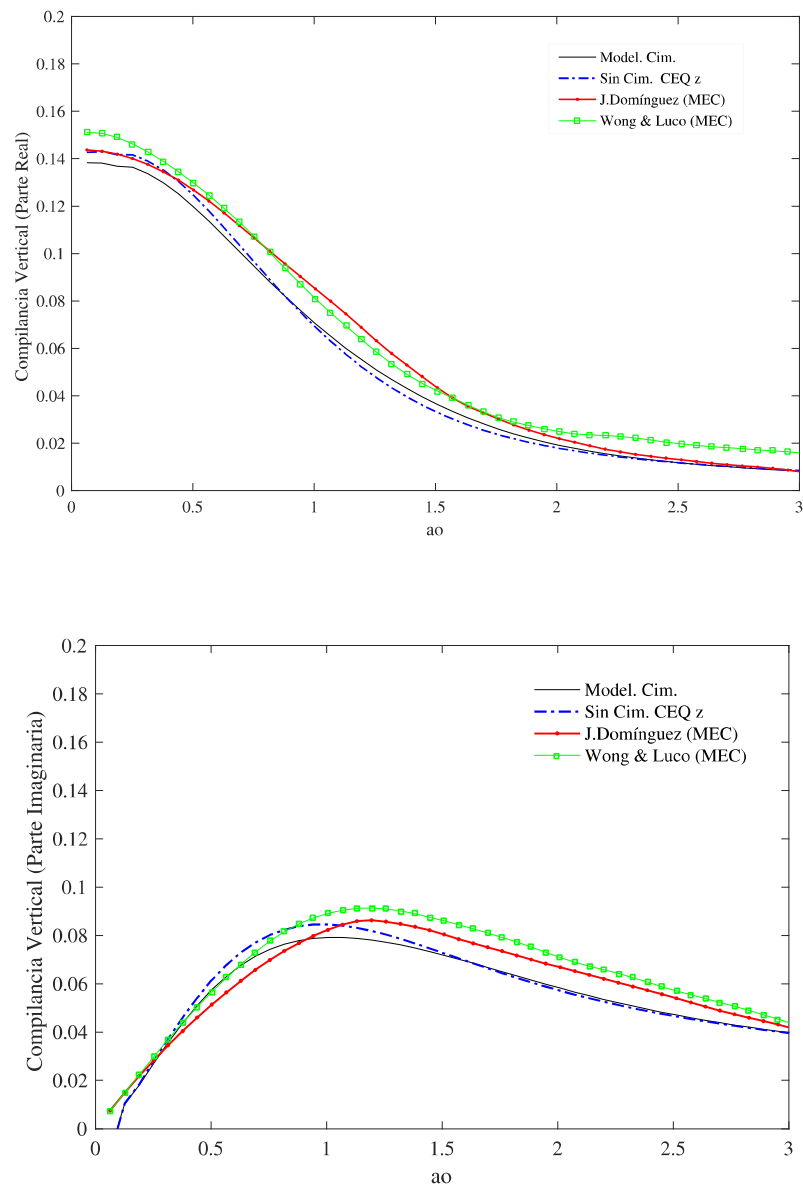 0.2
0.18
0.16
0.14
0.12
0.1
0.08
0.06
0.04
0.02
0
Compilancia Vertical (Parte Real)
Model. Cim.
Sin Cim. CEQ z
J.Domínguez (MEC)
Wong & Luco (MEC)
0 0.5 1 1.5 2 2.5 3
ao
0.2
0.18
0.16
0.14
0.12
0.1
0.08
0.06
0.04
0.02
0
Compilancia Vertical (Parte Imaginaria)
Model. Cim.
Sin Cim. CEQ z
J.Domínguez (MEC)
Wong & Luco (MEC)
0 0.5 1 1.5 2 2.5 3
ao